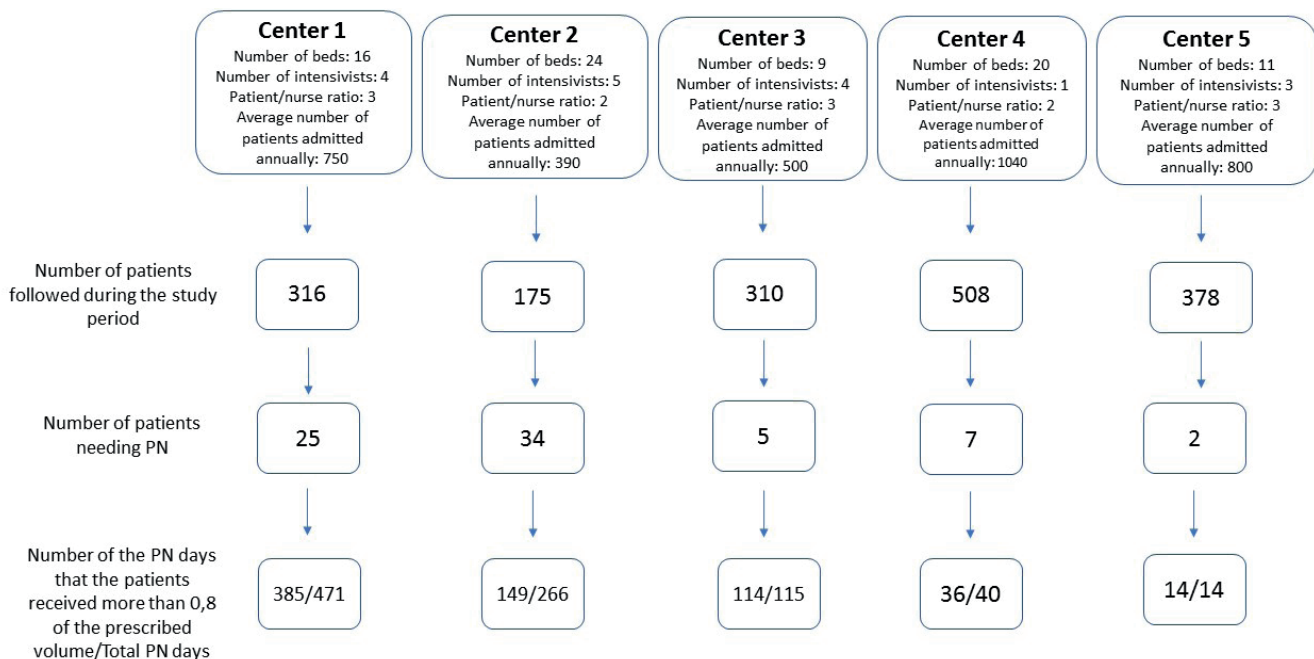 Center 1
Number of beds: 16
Number of intensivists: 4
Patient/nurse ratio: 3
Average number of
patients admitted
annually: 750
Center 2
Number of beds: 24
Number of intensivists: 5
Patient/nurse ratio: 2
Average number of
patients admitted
annually: 390
Center 3
Number of beds: 9
Number of intensivists: 4
Patient/nurse ratio: 3
Average number of
patients admitted
annually: 500
Center 4
Number of beds: 20
Number of intensivists: 1
Patient/nurse ratio: 2
Average number of
patients admitted
annually: 1040
Center 5
Number of beds: 11
Number of intensivists: 3
Patient/nurse ratio: 3
Average number of
patients admitted
annually: 800
Number of patients
followed during the study
period
316
175
310
508
378
Number of patients
needing PN
25
34
5
7
2
Number of the PN days
that the patients
received more than 0,8
of the prescribed
volume/Total PN days
385/471
149/266
114/115
36/40
14/14